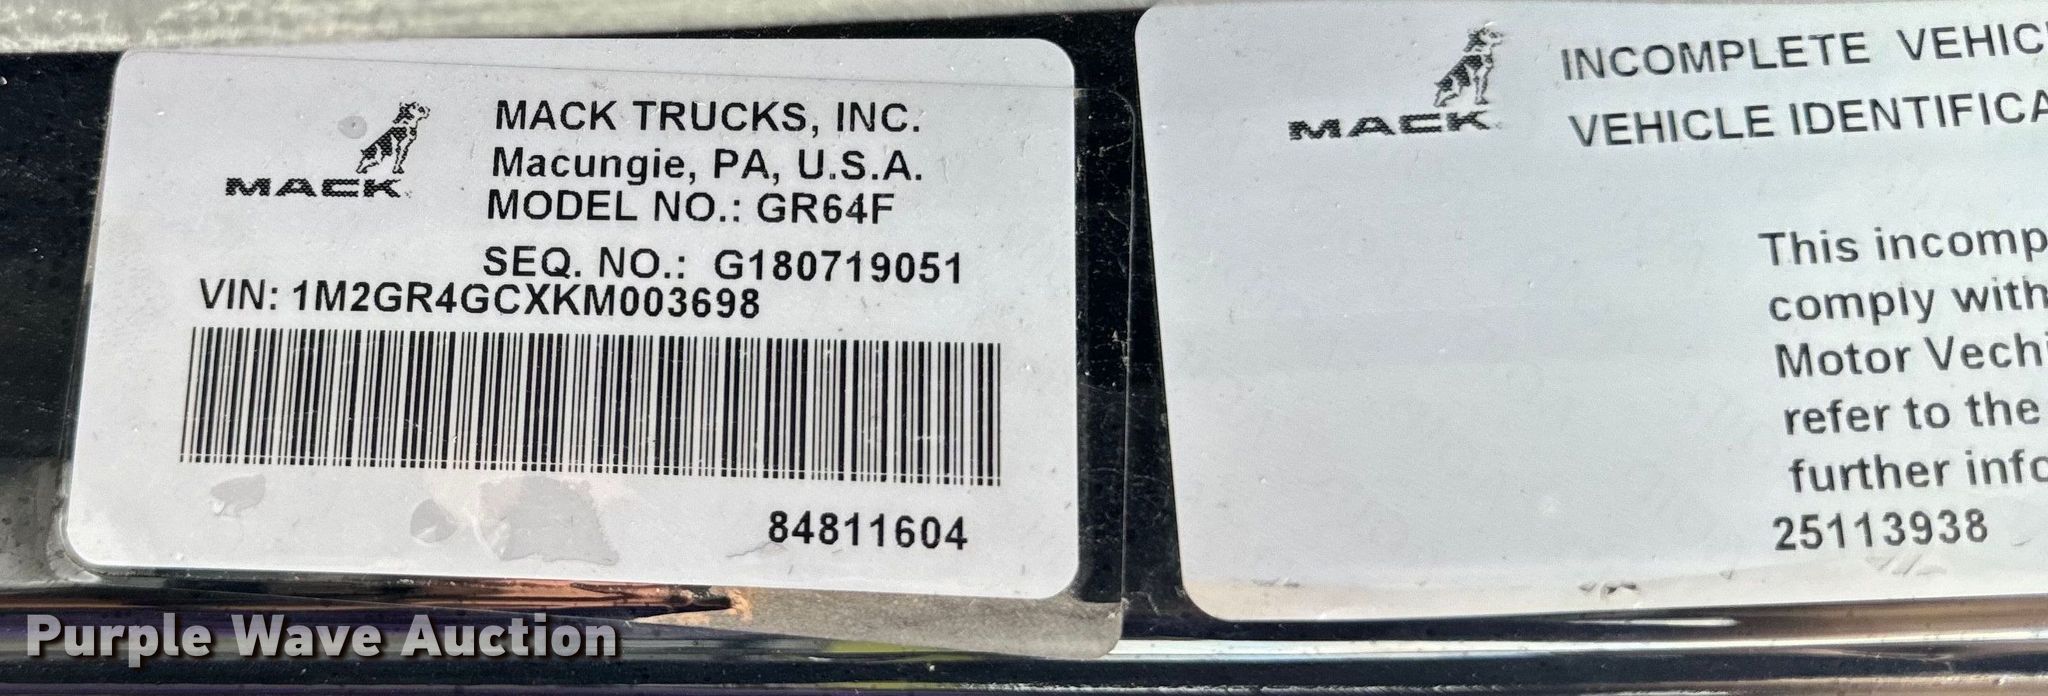 MACK
MACK TRUCKS, INC.
Macungie, PA, U.S.A.
MODEL NO.: GR64F
SEQ. NO.: G180719051
VIN: 1M2GR4GCXKM003698
84811604
MACK
INCOMPLETE VEHIC
VEHICLE IDENTIFICA
This incomp
comply with
Motor Vechi
refer to the
further info
25113938
Purple Wave Auction